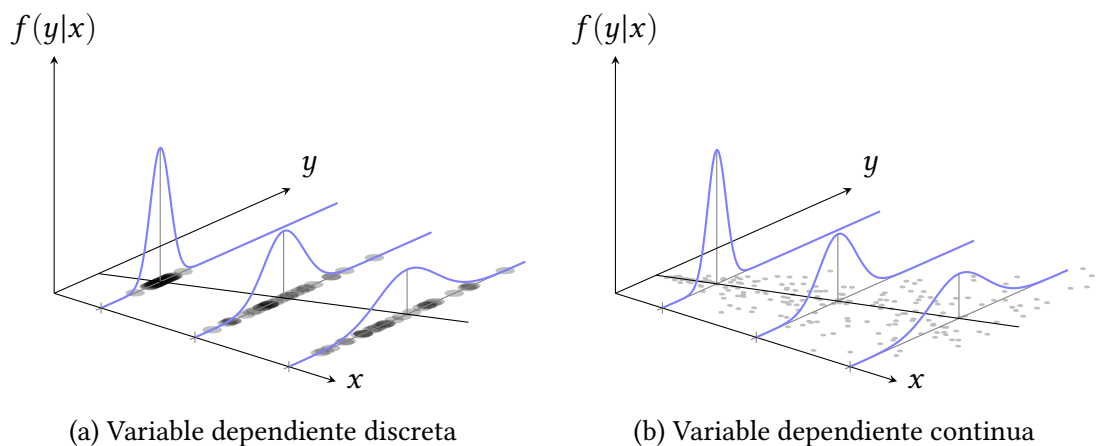 f(y|x)
y
x
(a) Variable dependiente discreta
f(y|x)
y
x
(b) Variable dependiente continua